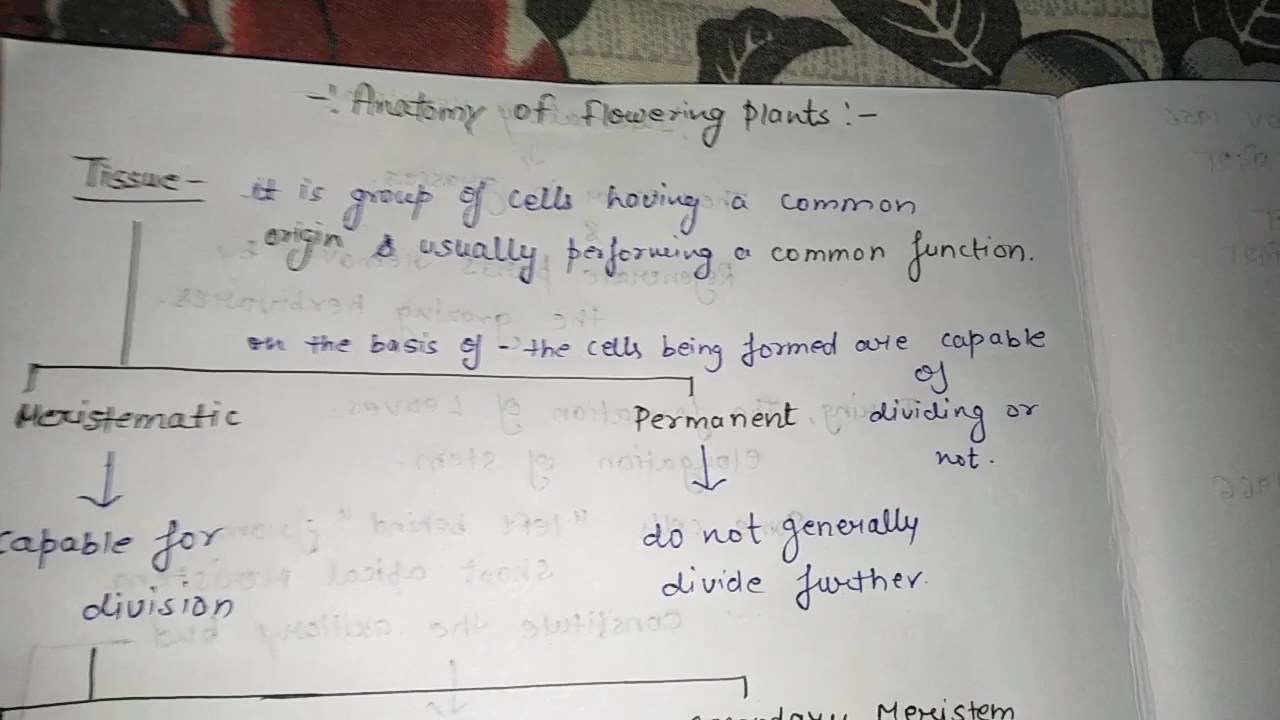 -: Anatomy of flowering plants :-
Tissue - it is group of cells having a common
origin & usually performing a common function.
on the basis of -> the cells being formed are capable
of
Meristematic Permanent dividing or
not.
capable for do not generally
division divide further.
Meristem